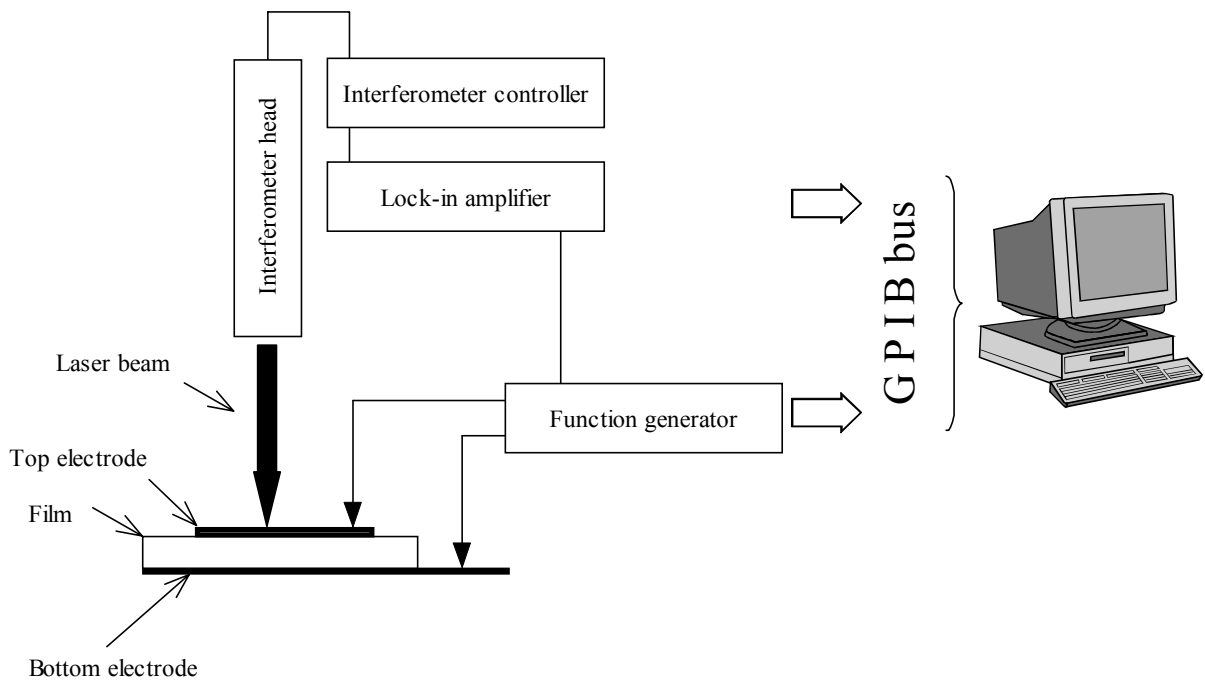 Interferometer controller
Interferometer head
Lock-in amplifier
G P I B bus
Laser beam
Function generator
Top electrode
Film
Bottom electrode